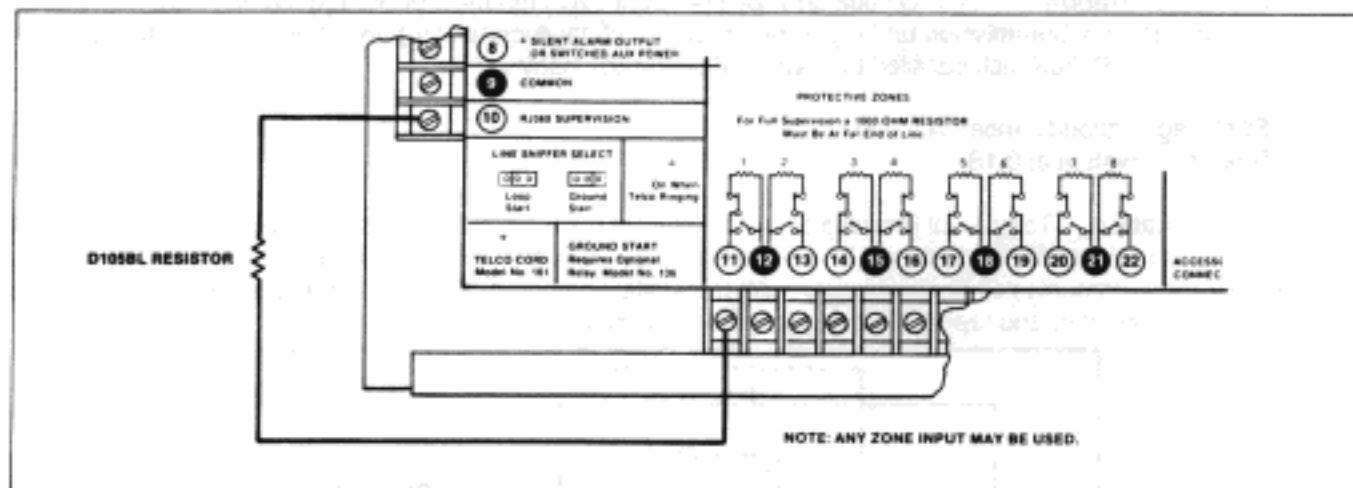 8 + SILENT ALARM OUTPUT
OR SWITCHED AUX POWER
9 COMMON
10 RJ38X SUPERVISION
LINE SNIFFER SELECT
Loop
Start
Ground
Start
On When
Telco Ringing
TELCO CORD
Model No. 161
GROUND START
Requires Optional
Relay. Model No. 136
PROTECTIVE ZONES
For Full Supervision a 1000 OHM RESISTOR
Must Be At Far End of Line
1 2 3 4 5 6 7 8
11 12 13 14 15 16 17 18 19 20 21 22
CONNEC
D105BL RESISTOR
NOTE: ANY ZONE INPUT MAY BE USED.